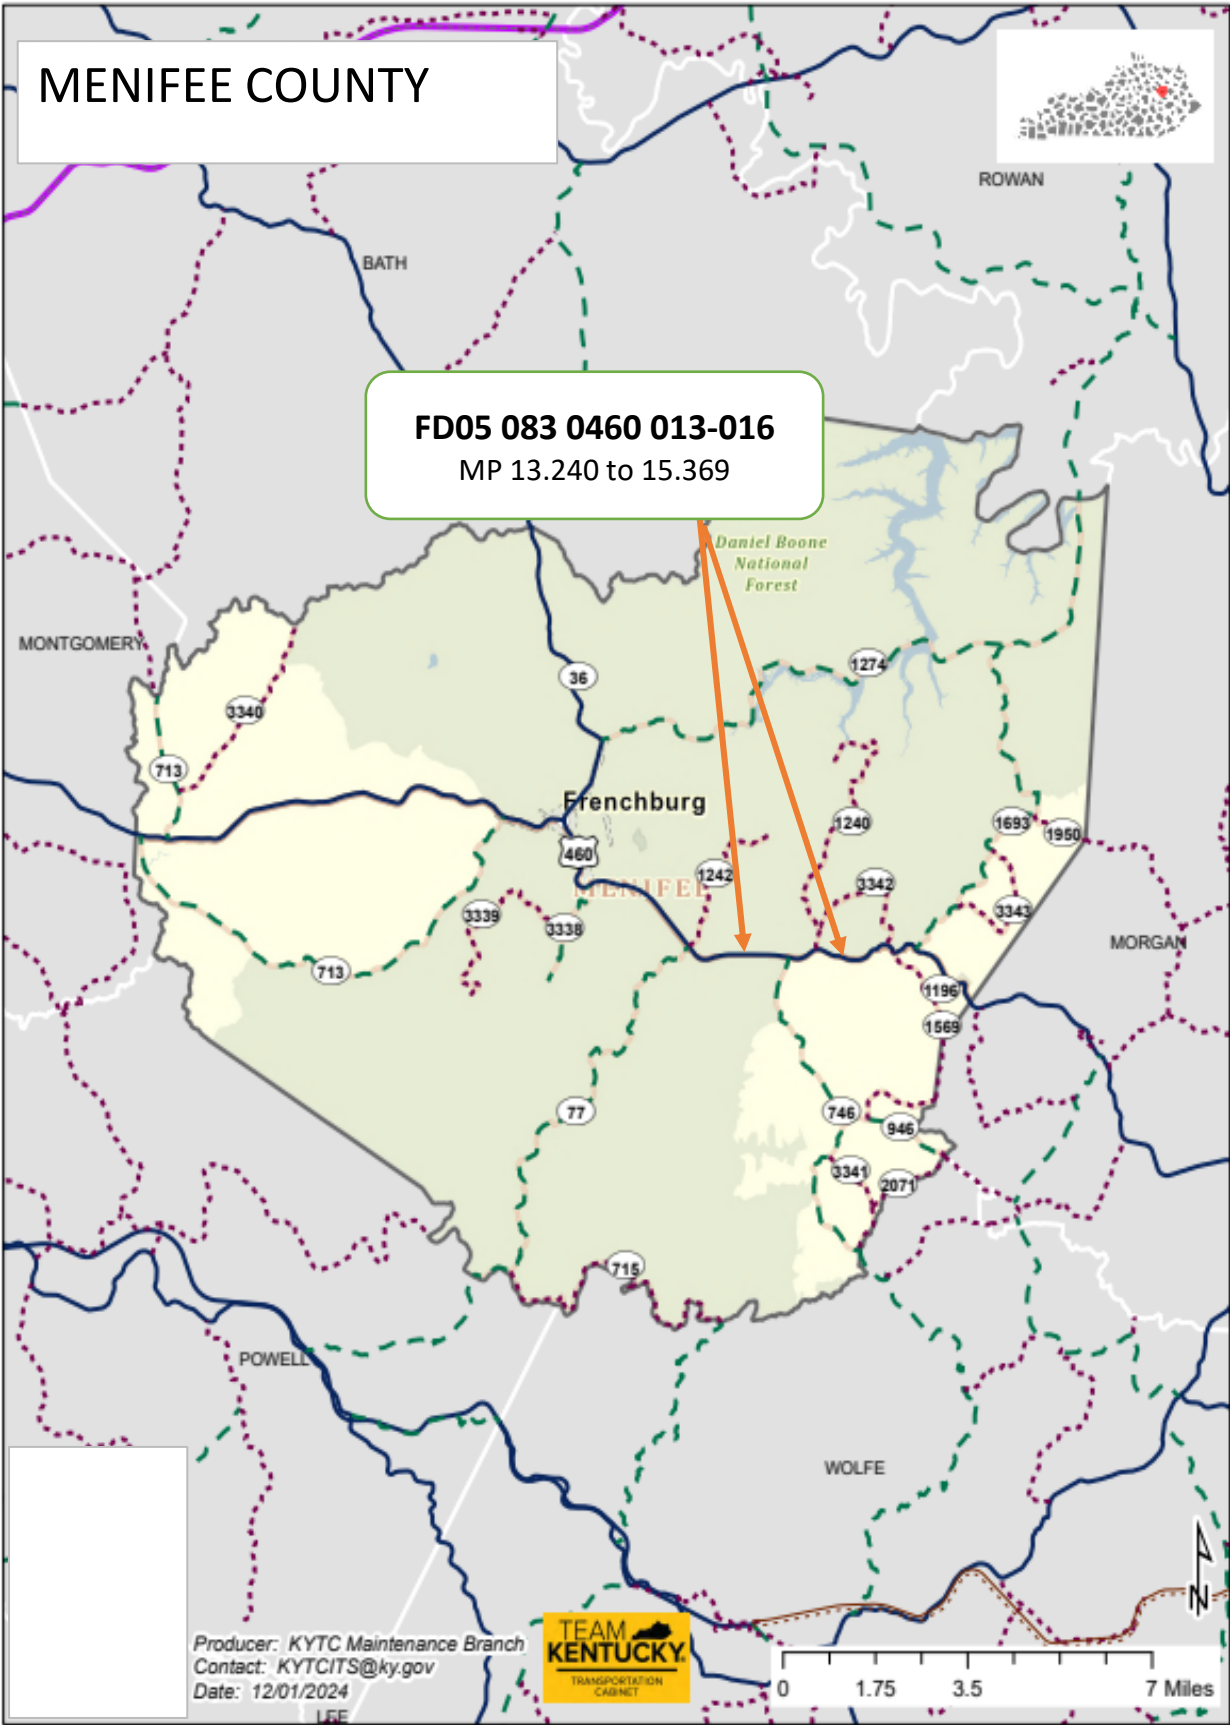 MENIFEE COUNTY
ROWAN
BATH
FD05 083 0460 013-016
MP 13.240 to 15.369
Daniel Boone
National
Forest
MONTGOMERY
1274
36
3340
713
Frenchburg
1240
1693
1950
460
1242
MENIFEE
3342
3339
3338
3343
MORGAN
713
1196
1569
77
746
946
3341
2071
715
POWELL
WOLFE
N
Producer: KYTC Maintenance Branch
Contact: KYTCITS@ky.gov
Date: 12/01/2024
LEE
TEAM
KENTUCKY
TRANSPORTATION
CABINET
0 1.75 3.5 7 Miles